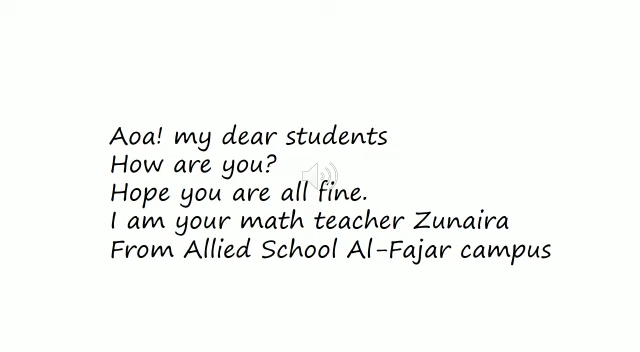 Aoa! my dear students
How are you?
Hope you are all fine.
I am your math teacher Zunaira
From Allied School Al-Fajar campus